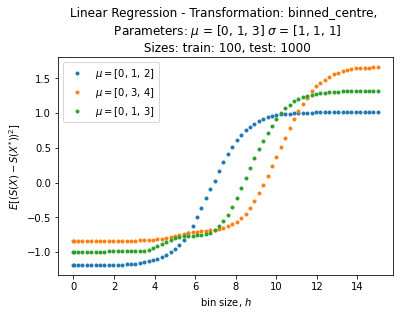 Linear Regression - Transformation: binned_centre,
Parameters: μ = [0, 1, 3] σ = [1, 1, 1]
Sizes: train: 100, test: 1000
μ = [0, 1, 2]
μ = [0, 3, 4]
μ = [0, 1, 3]
E[(S(X) − S(X*))²]
1.5
1.0
0.5
0.0
−0.5
−1.0
0 2 4 6 8 10 12 14
bin size, h